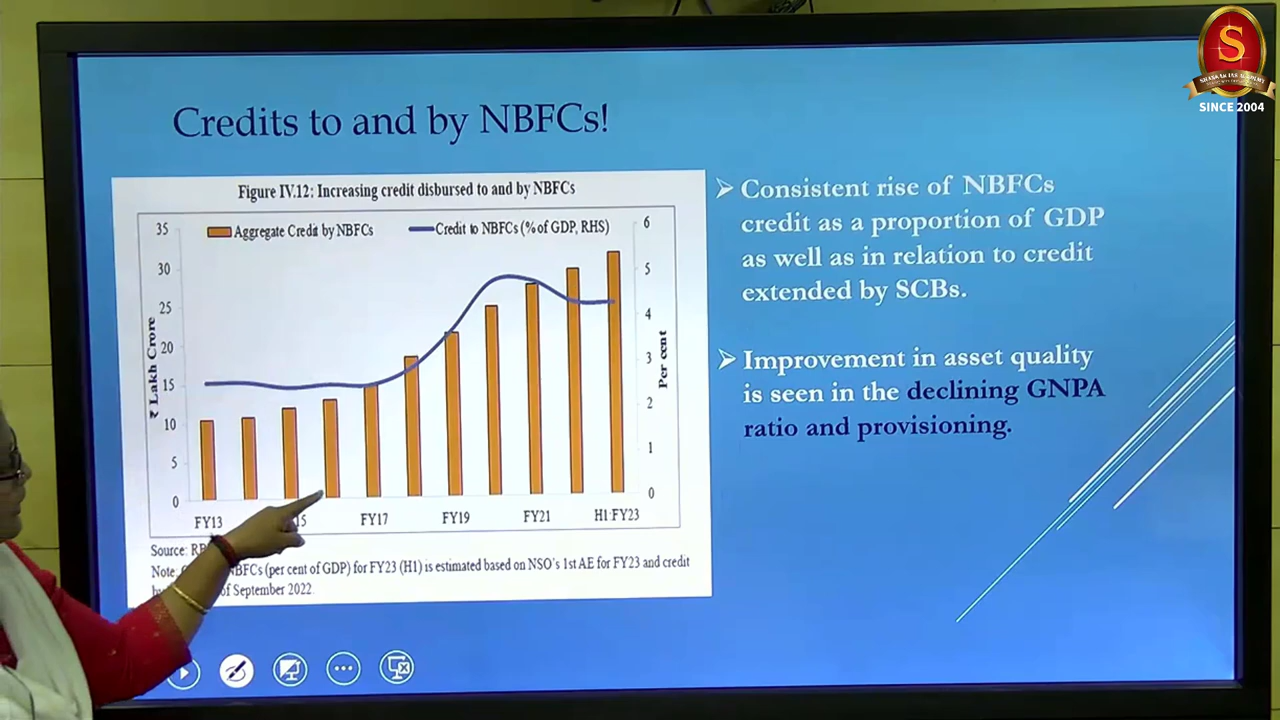 S
SHANKAR IAS ACADEMY
SINCE 2004
Credits to and by NBFCs!
Figure IV.12: Increasing credit disbursed to and by NBFCs
Aggregate Credit by NBFCs
Credit to NBFCs (% of GDP, RHS)
35
30
25
20
15
10
5
0
₹ Lakh Crore
6
5
4
3
2
1
0
Per cent
FY13
15
FY17
FY19
FY21
H1:FY23
Source:
Note: NBFCs (per cent of GDP) for FY23 (H1) is estimated based on NSO's 1st AE for FY23 and credit
of September 2022.
➢ Consistent rise of NBFCs
credit as a proportion of GDP
as well as in relation to credit
extended by SCBs.
➢ Improvement in asset quality
is seen in the declining GNPA
ratio and provisioning.